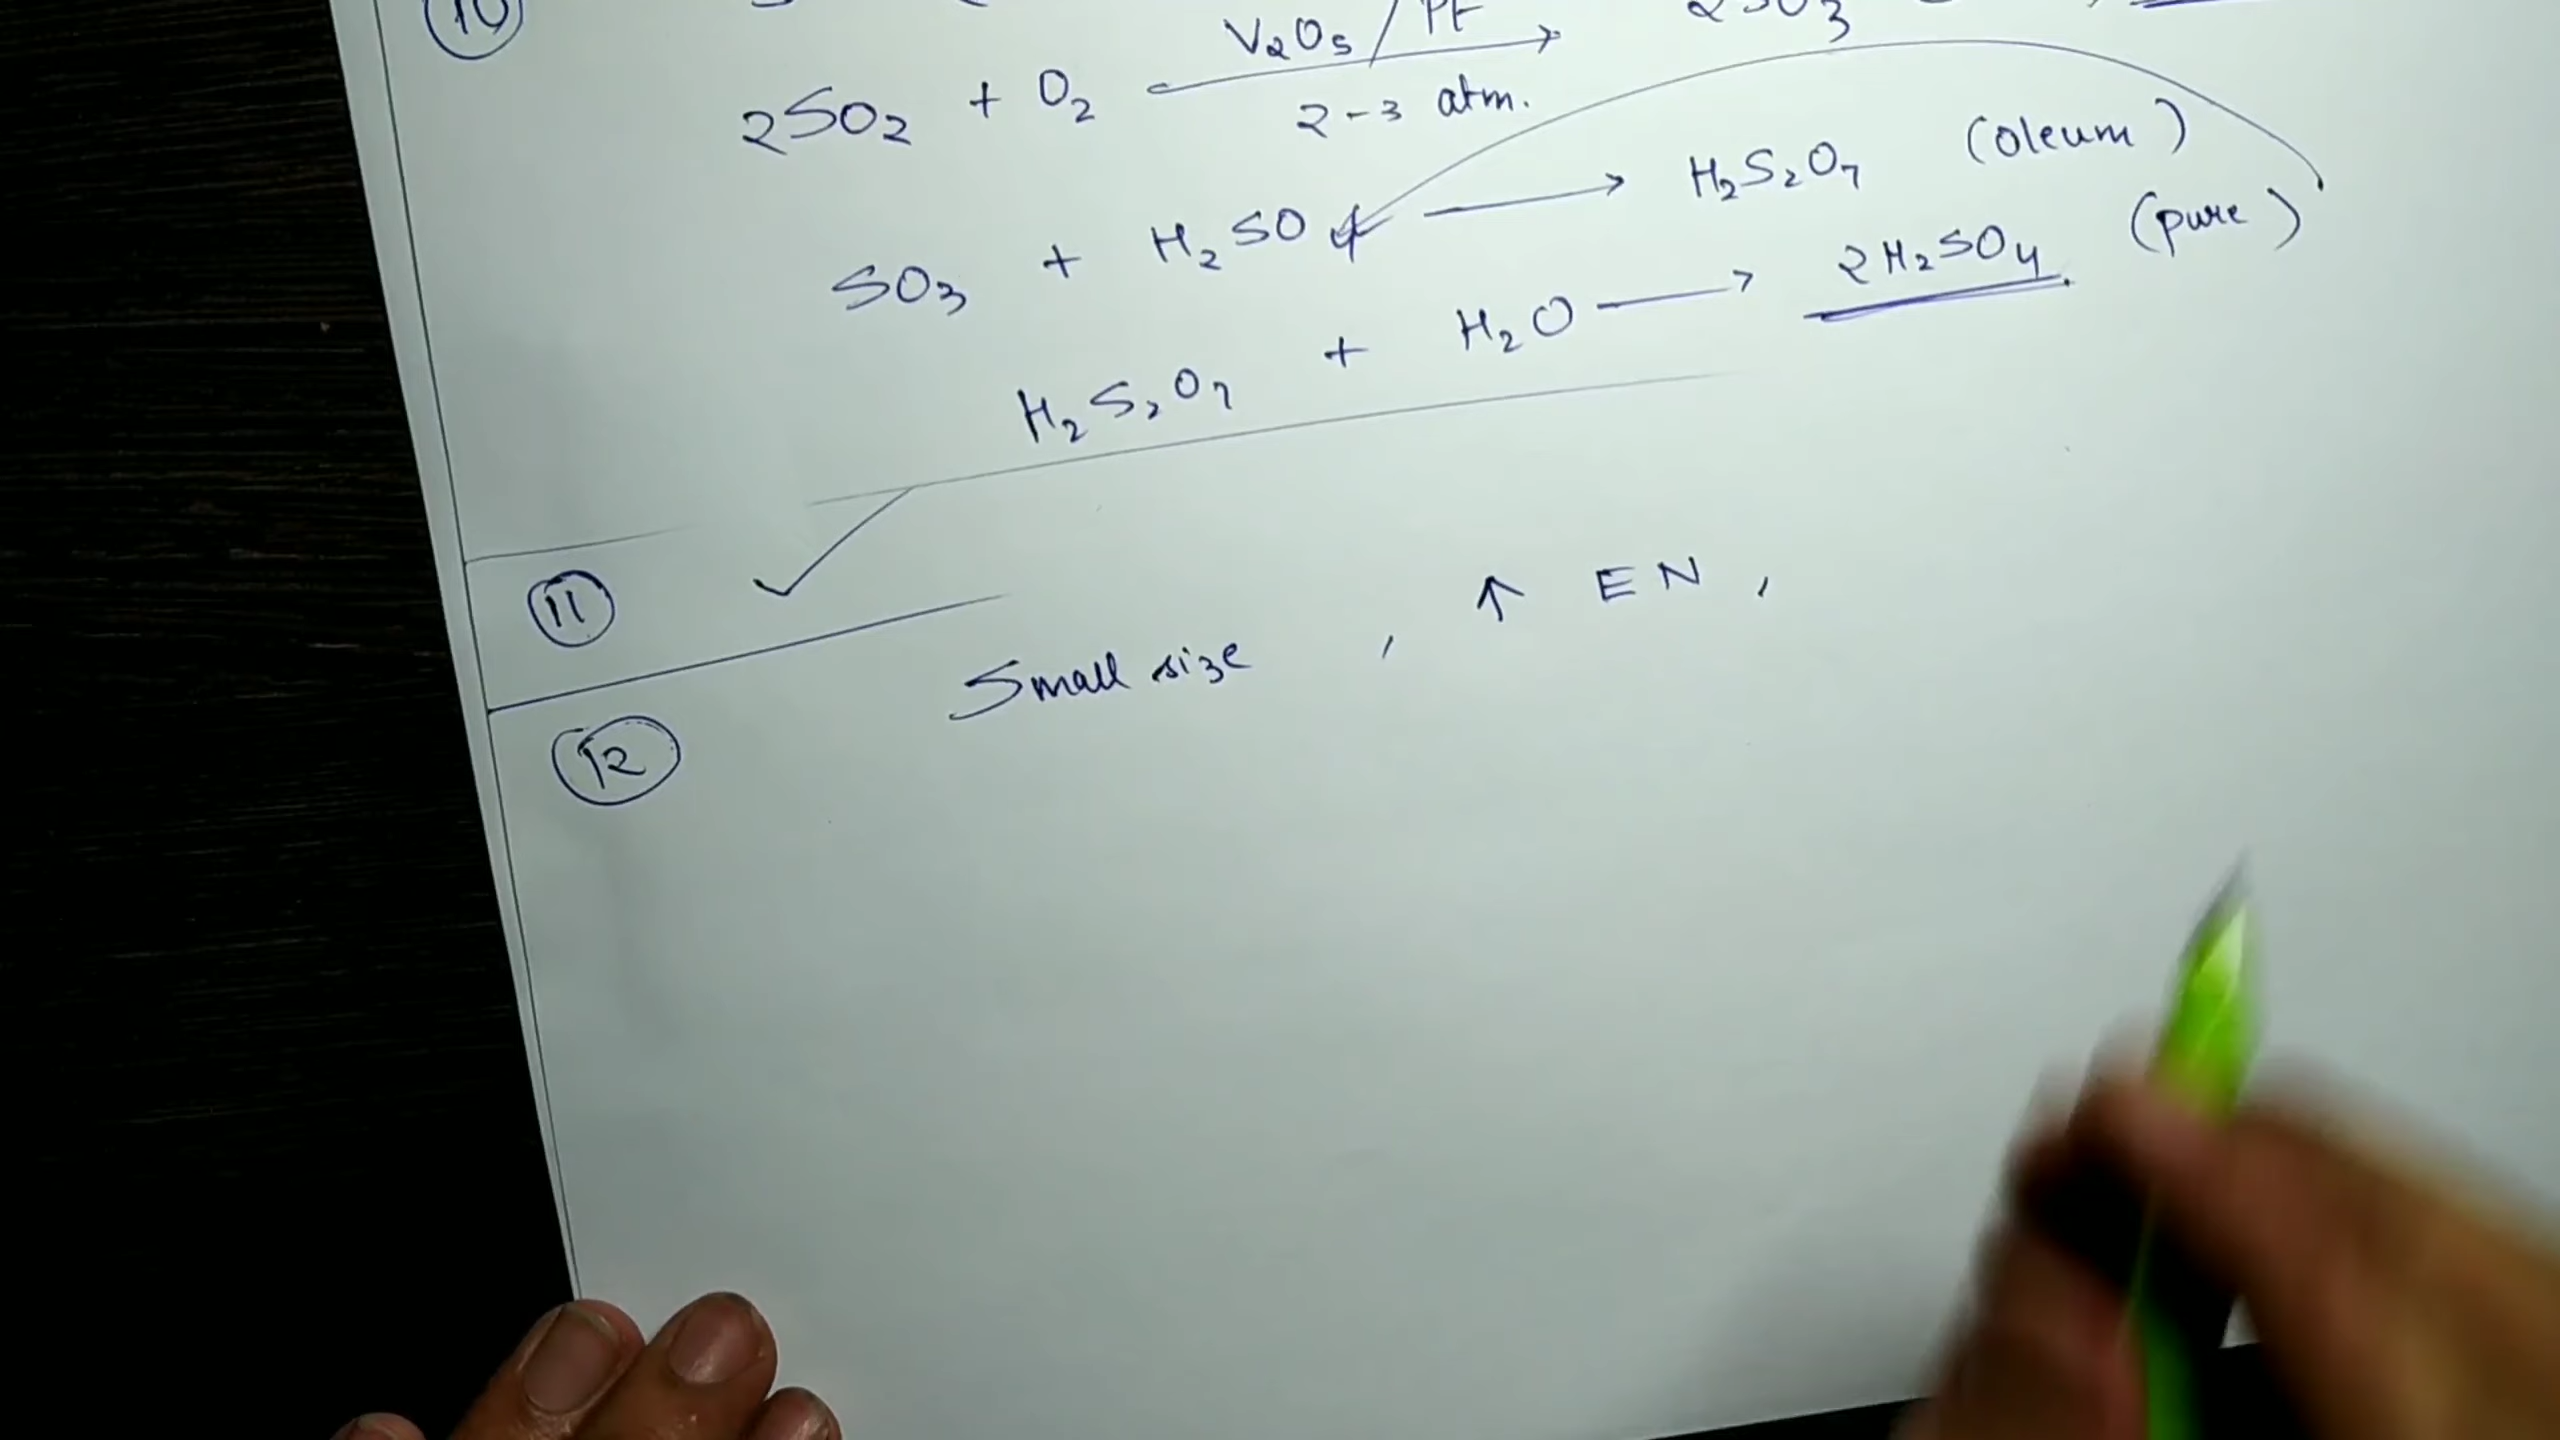 10
V2O5 / Pt
2SO2 + O2 → 2SO3
2-3 atm.
SO3 + H2SO4 → H2S2O7 (oleum)
H2S2O7 + H2O → 2H2SO4 (pure)
11
Small size , ↑ EN ,
12